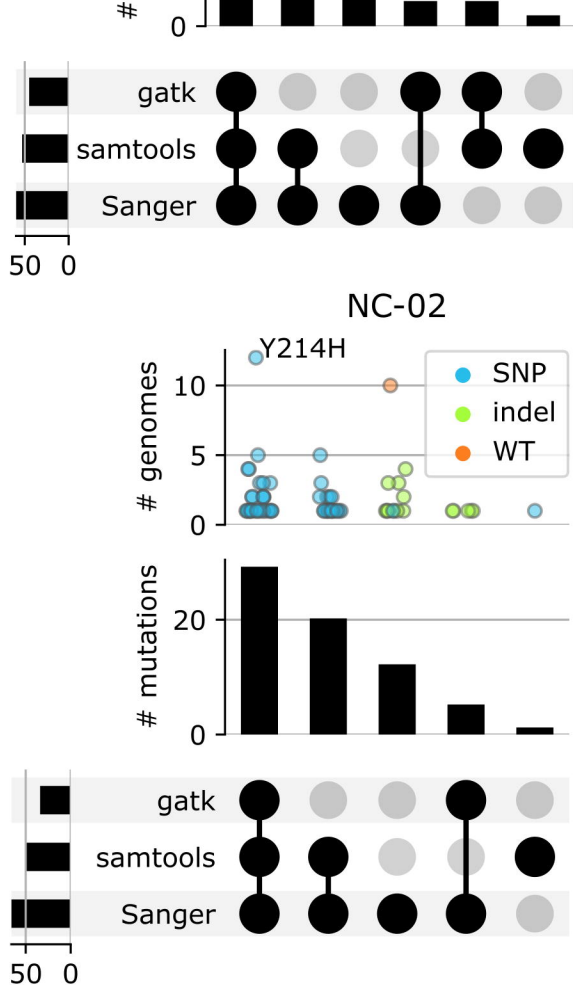 #
0
gatk
samtools
Sanger
50 0
NC-02
Y214H
# genomes
10
5
0
SNP
indel
WT
# mutations
20
0
gatk
samtools
Sanger
50 0